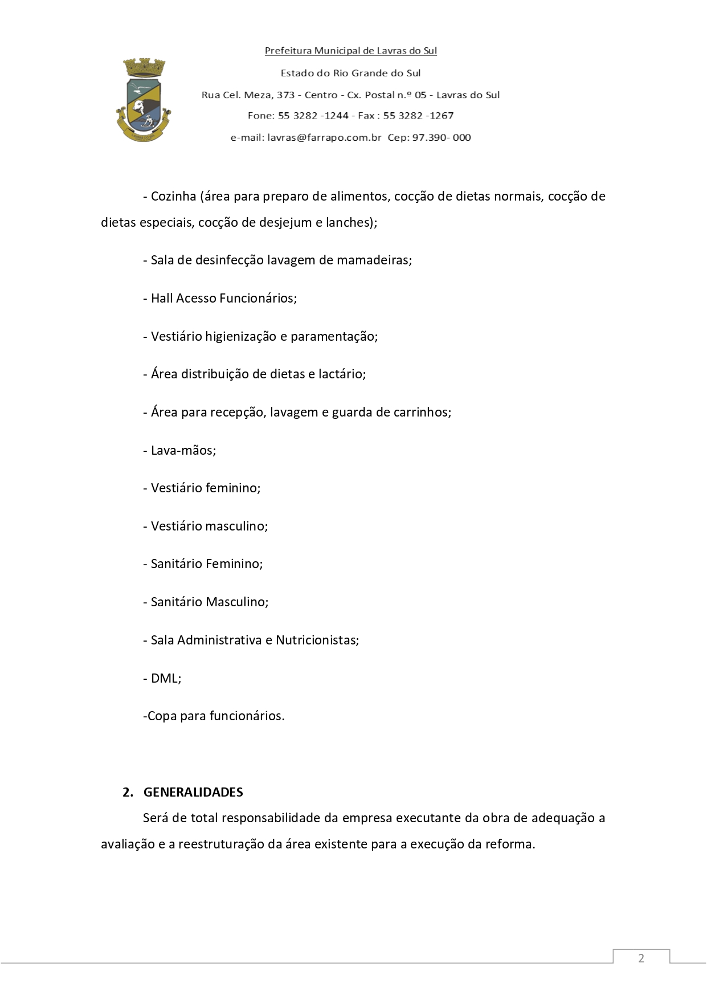 Prefeitura Municipal de Lavras do Sul
Estado do Rio Grande do Sul
Rua Cel. Meza, 373 - Centro - Cx. Postal n.º 05 - Lavras do Sul
Fone: 55 3282 -1244 - Fax : 55 3282 -1267
e-mail: lavras@farrapo.com.br Cep: 97.390- 000
LAVRAS DO SUL
- Cozinha (área para preparo de alimentos, cocção de dietas normais, cocção de
dietas especiais, cocção de desjejum e lanches);
- Sala de desinfecção lavagem de mamadeiras;
- Hall Acesso Funcionários;
- Vestiário higienização e paramentação;
- Área distribuição de dietas e lactário;
- Área para recepção, lavagem e guarda de carrinhos;
- Lava-mãos;
- Vestiário feminino;
- Vestiário masculino;
- Sanitário Feminino;
- Sanitário Masculino;
- Sala Administrativa e Nutricionistas;
- DML;
-Copa para funcionários.
2. GENERALIDADES
Será de total responsabilidade da empresa executante da obra de adequação a
avaliação e a reestruturação da área existente para a execução da reforma.
2